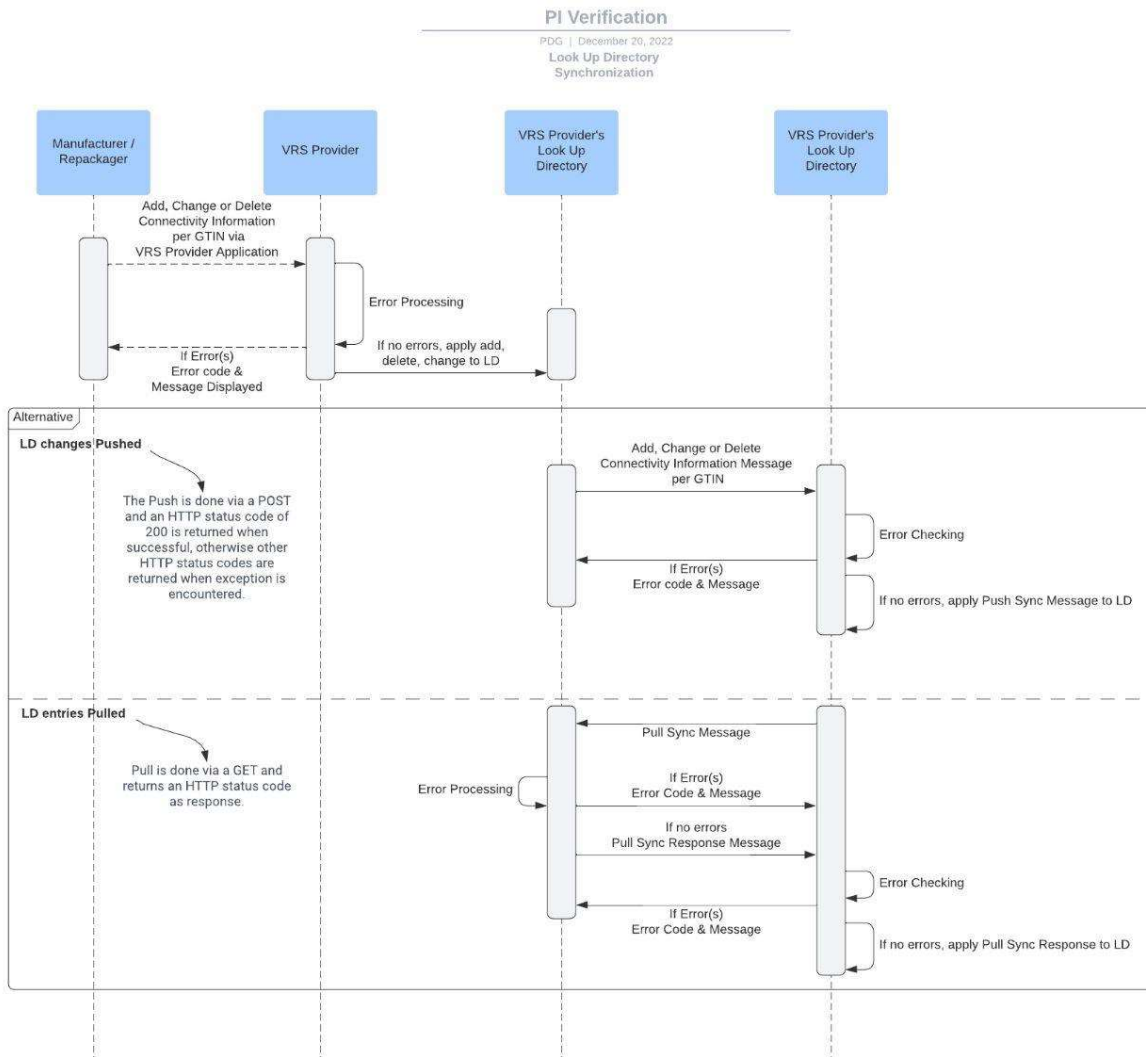 PI Verification
PDG | December 20, 2022
Look Up Directory
Synchronization
Manufacturer /
Repackager
VRS Provider
VRS Provider's
Look Up
Directory
VRS Provider's
Look Up
Directory
Add, Change or Delete
Connectivity Information
per GTIN via
VRS Provider Application
Error Processing
If Error(s)
Error code &
Message Displayed
If no errors, apply add,
delete, change to LD
Alternative
LD changes Pushed
The Push is done via a POST
and an HTTP status code of
200 is returned when
successful, otherwise other
HTTP status codes are
returned when exception is
encountered.
Add, Change or Delete
Connectivity Information Message
per GTIN
Error Checking
If Error(s)
Error code & Message
If no errors, apply Push Sync Message to LD
LD entries Pulled
Pull is done via a GET and
returns an HTTP status code
as response.
Pull Sync Message
Error Processing
If Error(s)
Error Code & Message
If no errors
Pull Sync Response Message
Error Checking
If Error(s)
Error Code & Message
If no errors, apply Pull Sync Response to LD